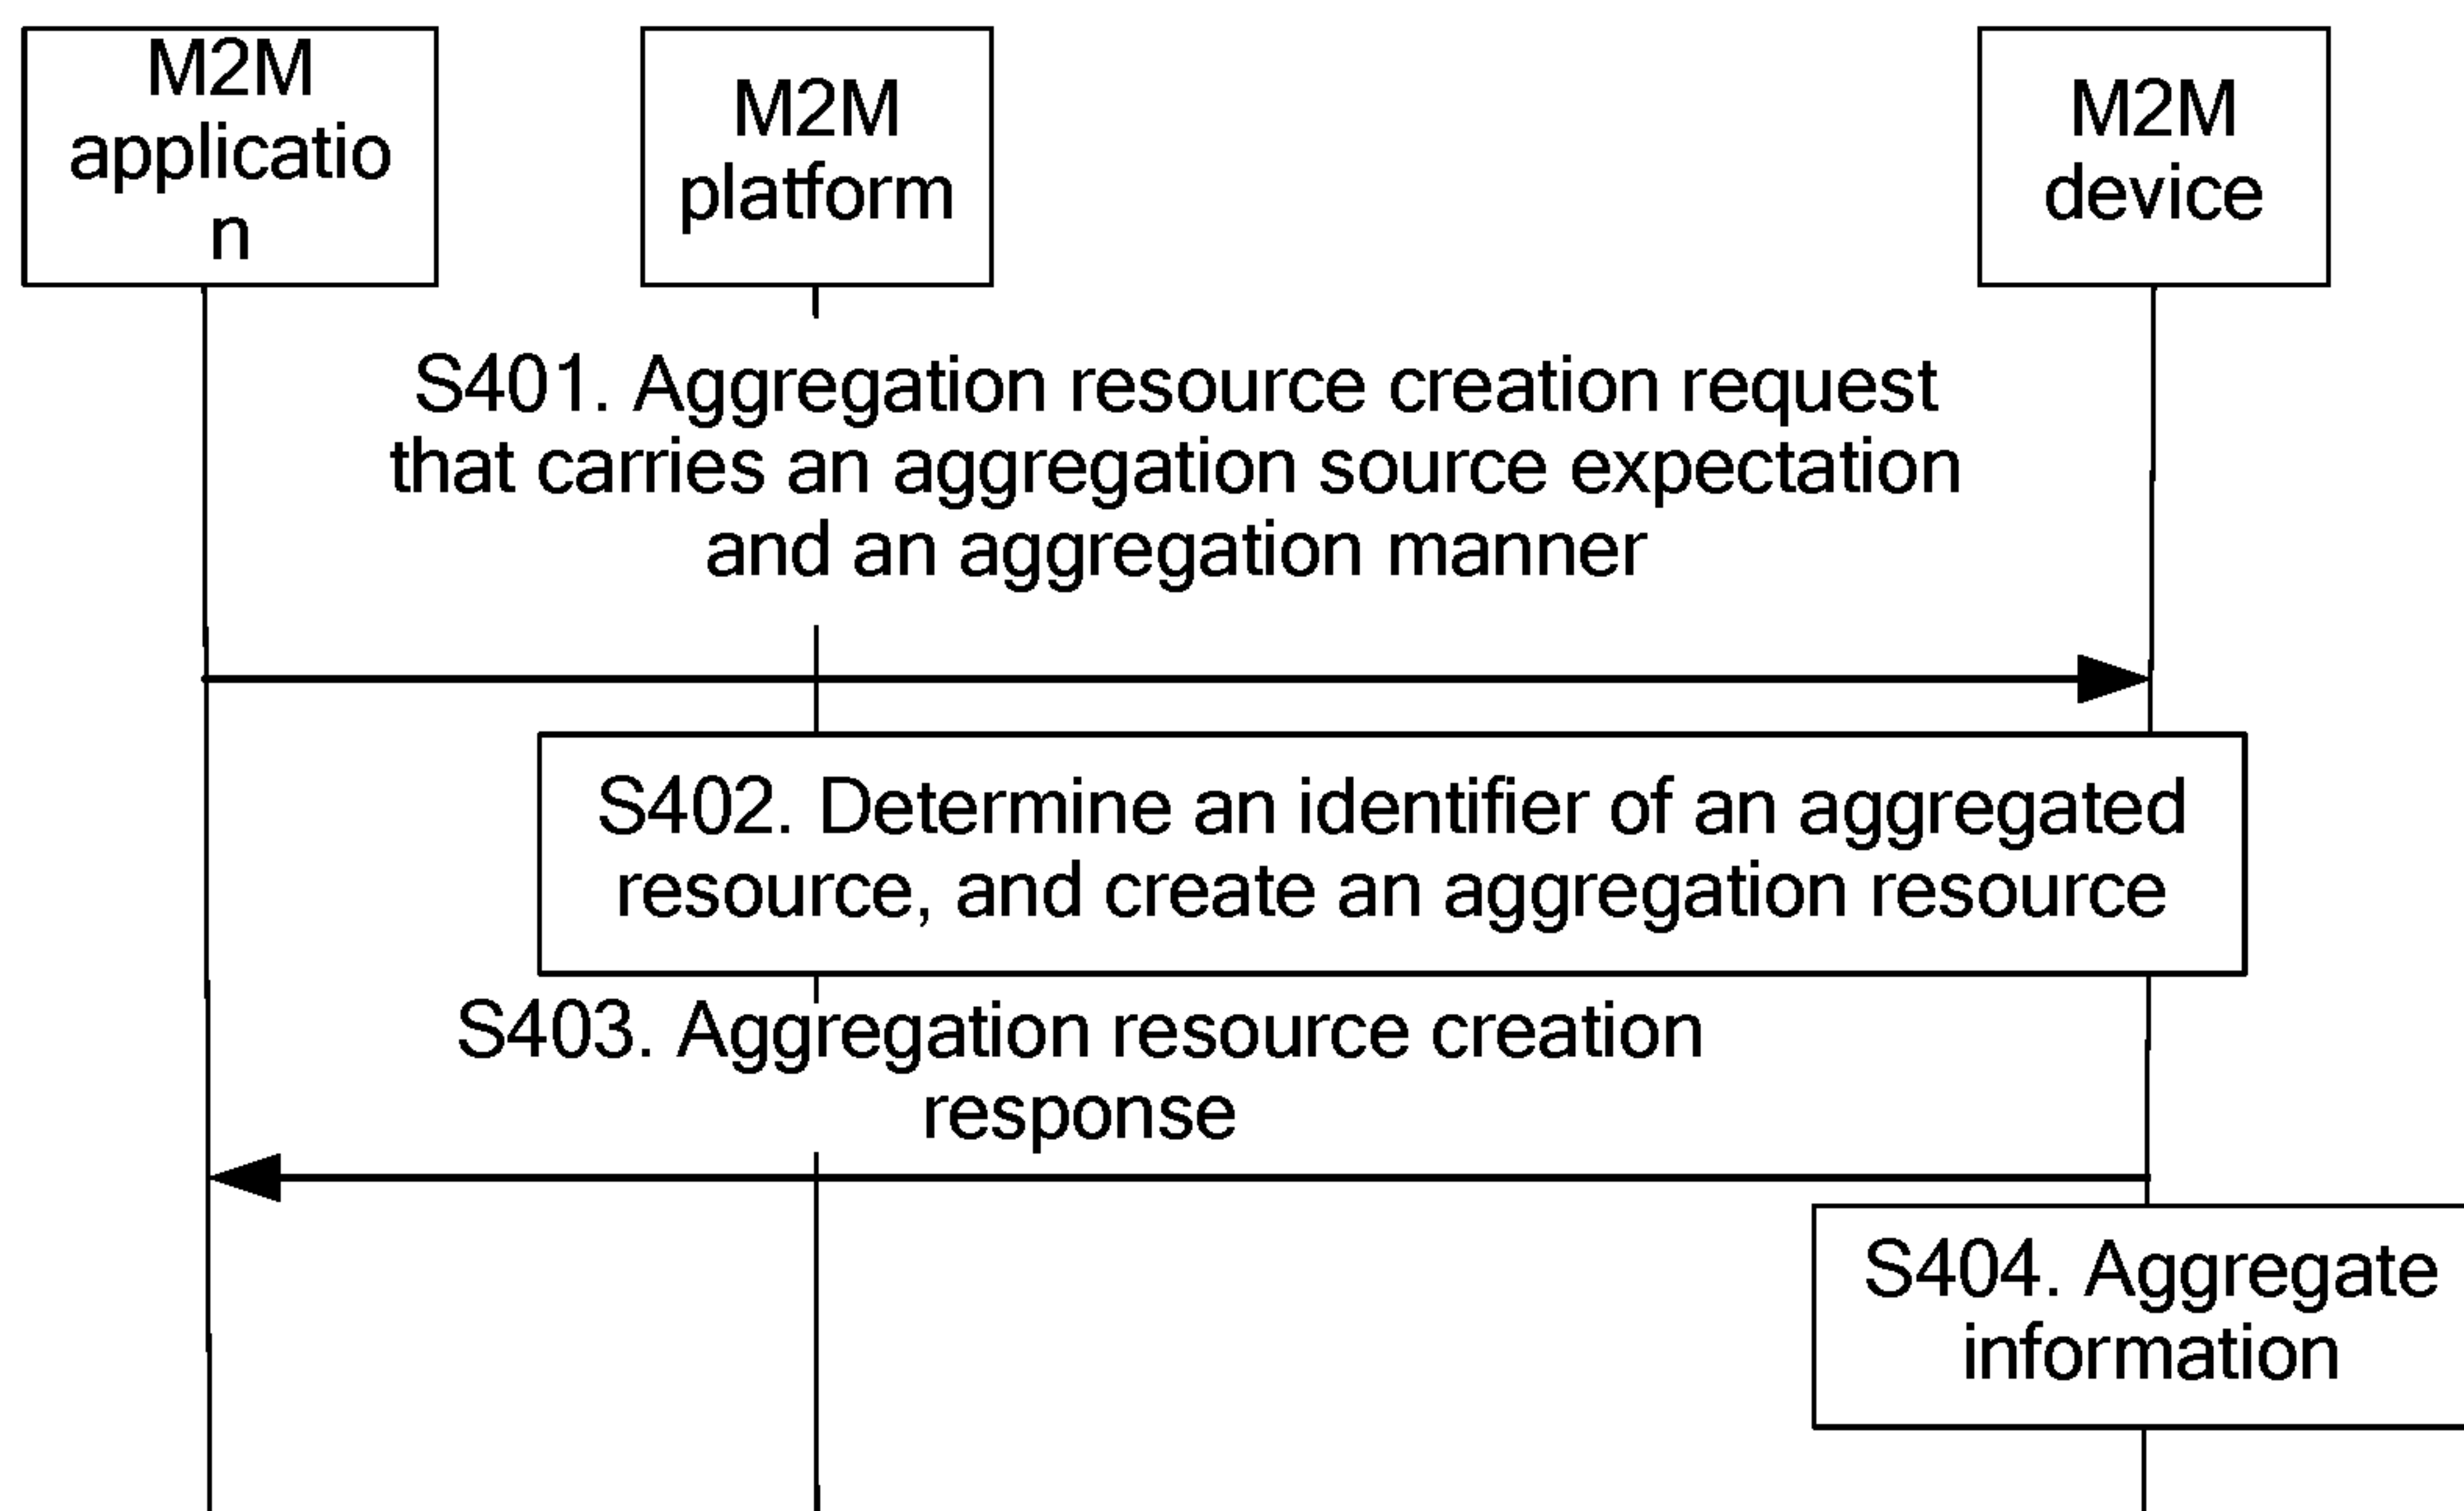 M2M
applicatio
n
M2M
platform
M2M
device
S401. Aggregation resource creation request
that carries an aggregation source expectation
and an aggregation manner
S402. Determine an identifier of an aggregated
resource, and create an aggregation resource
S403. Aggregation resource creation
response
S404. Aggregate
information